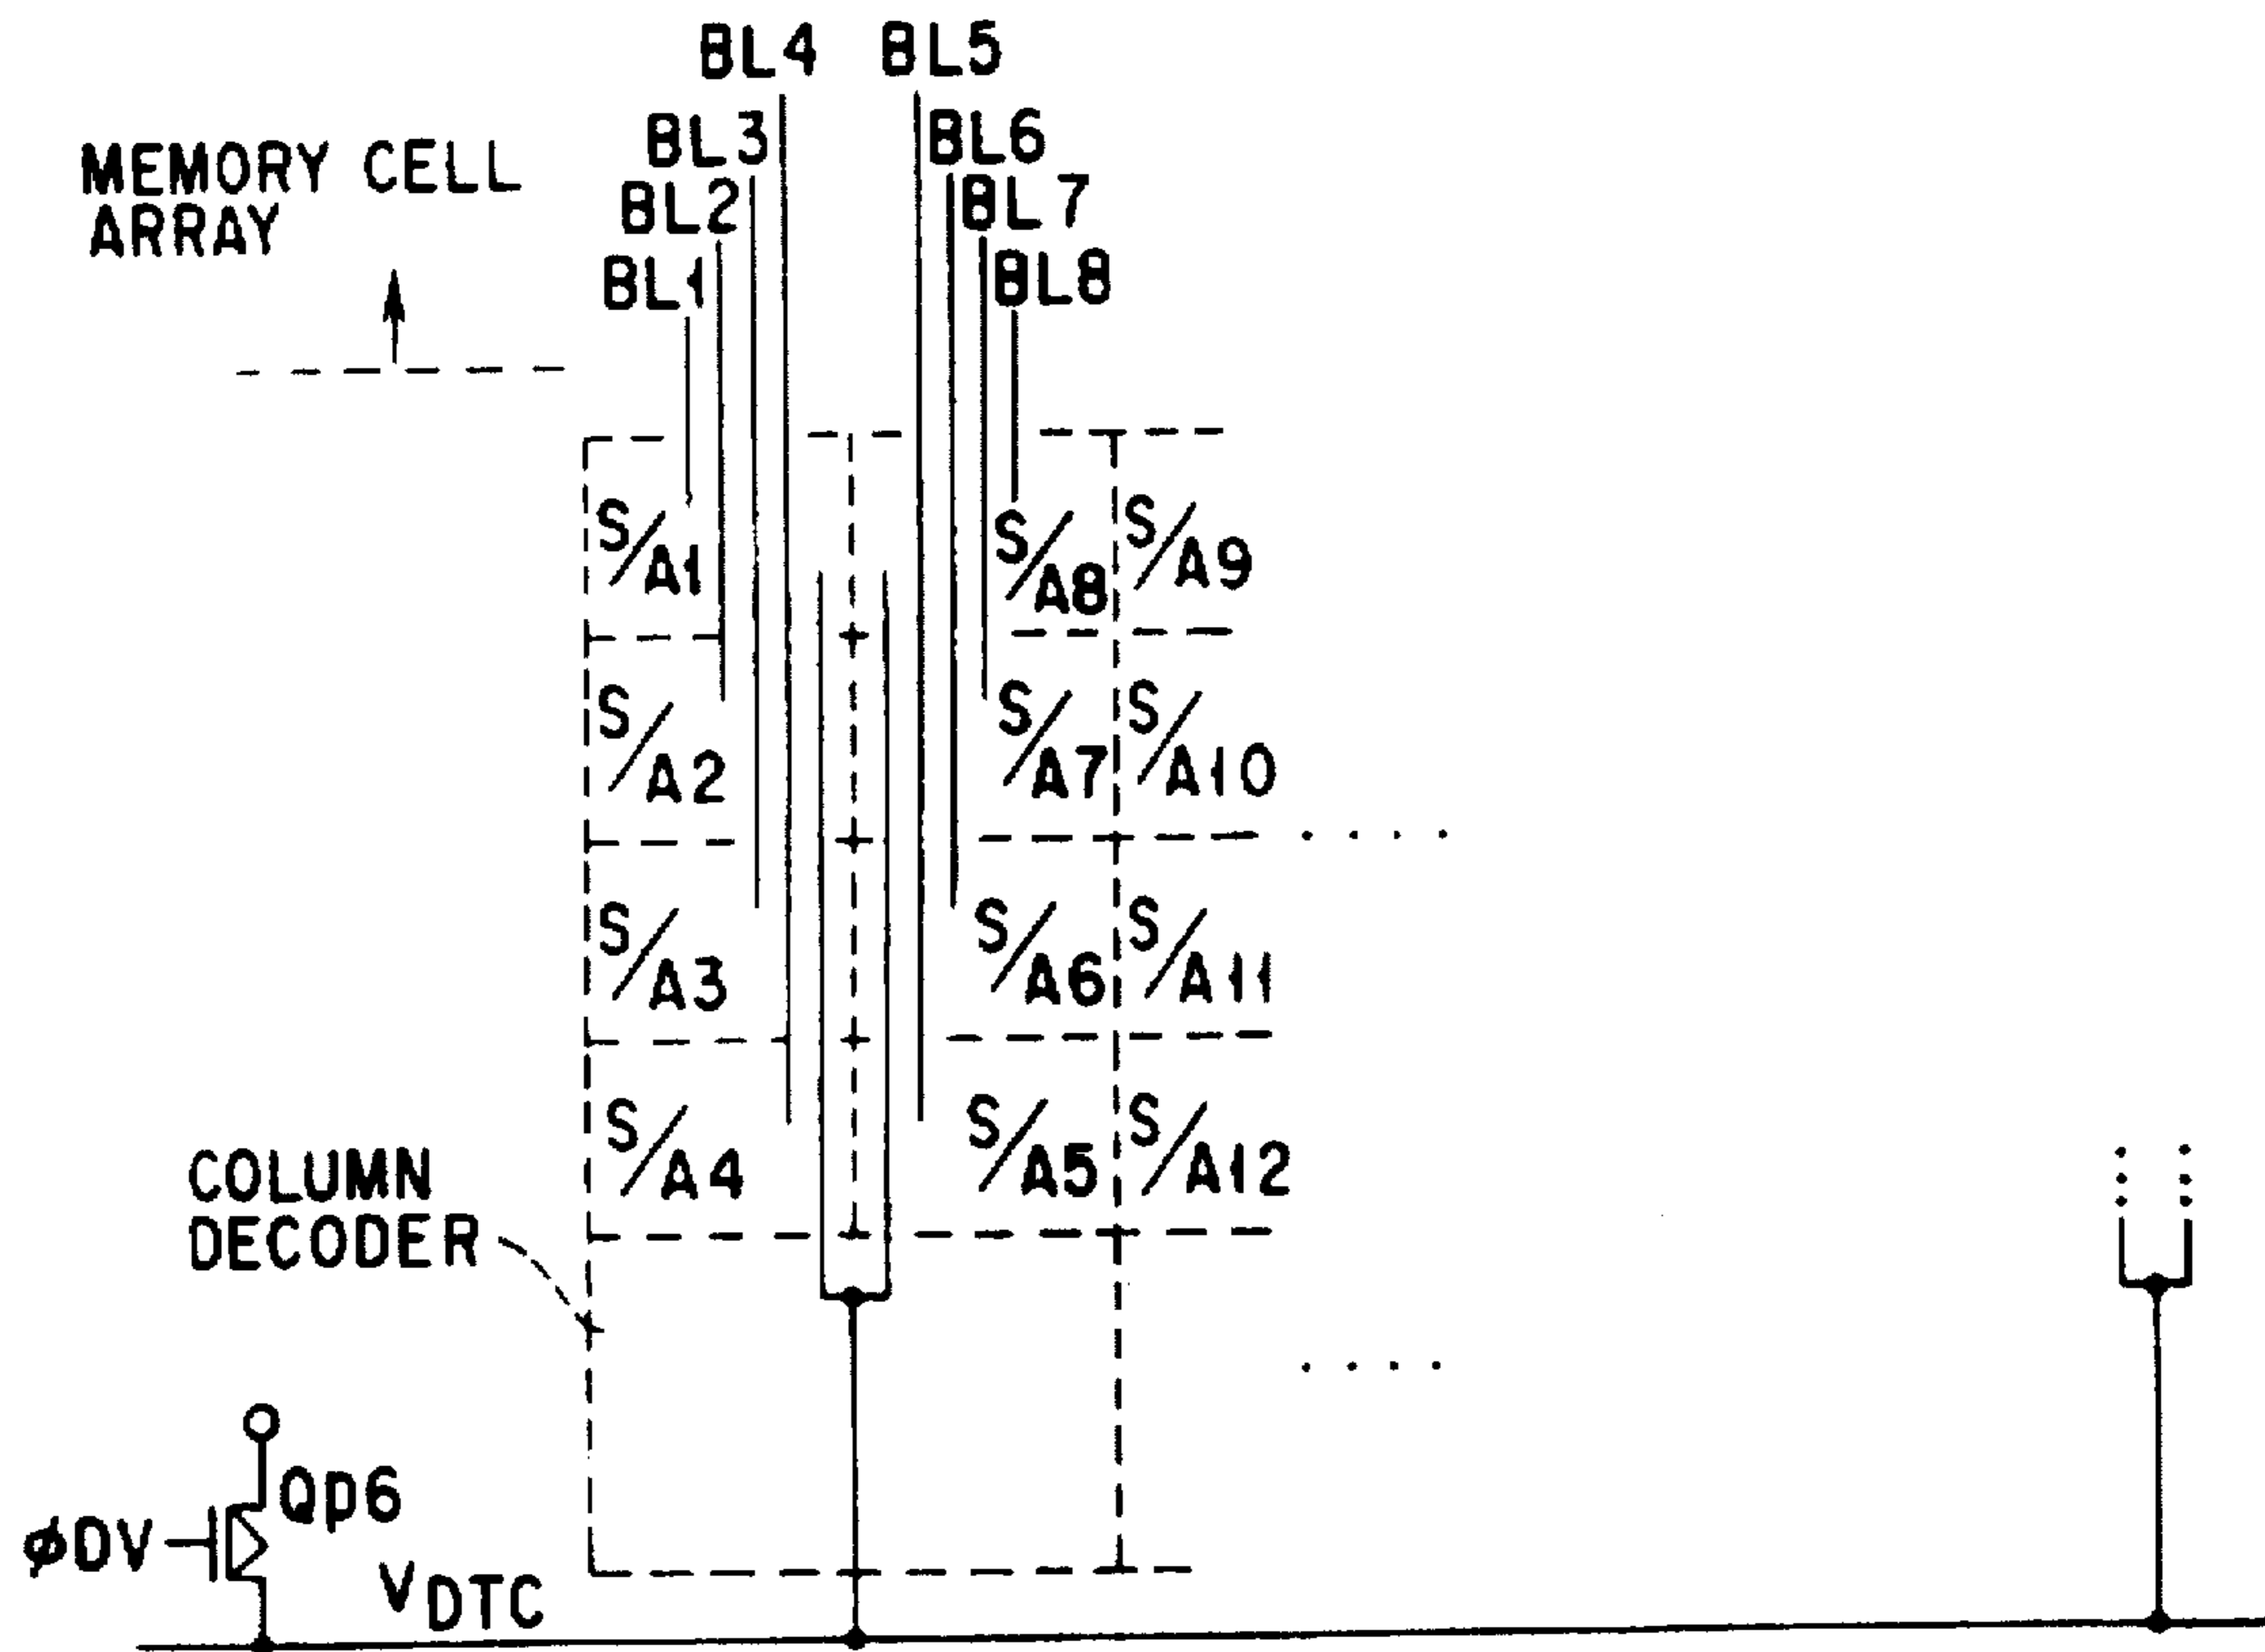 BL4 BL5
BL3 BL6
MEMORY CELL
ARRAY
BL2 BL7
BL1 BL8
S/A1 S/A8 S/A9
S/A2 S/A7 S/A10
S/A3 S/A6 S/A11
S/A4 S/A5 S/A12
COLUMN
DECODER
Qp6
φDV
VDTC